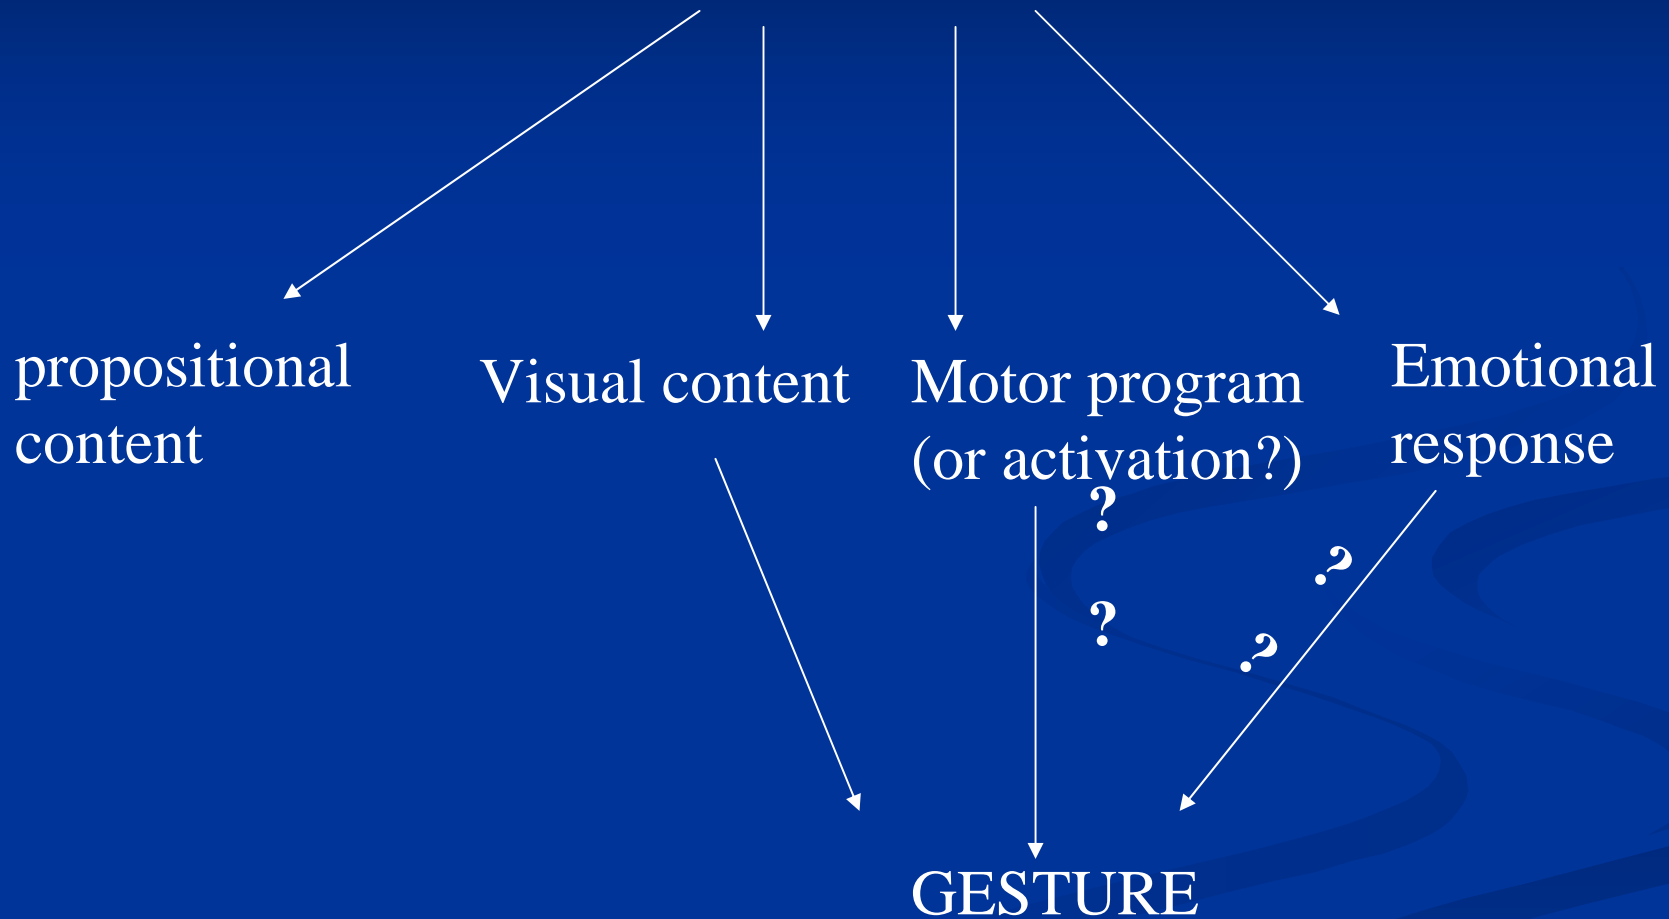 propositional
content
Visual content
Motor program
(or activation?)
Emotional
response
?
?
?
?
GESTURE